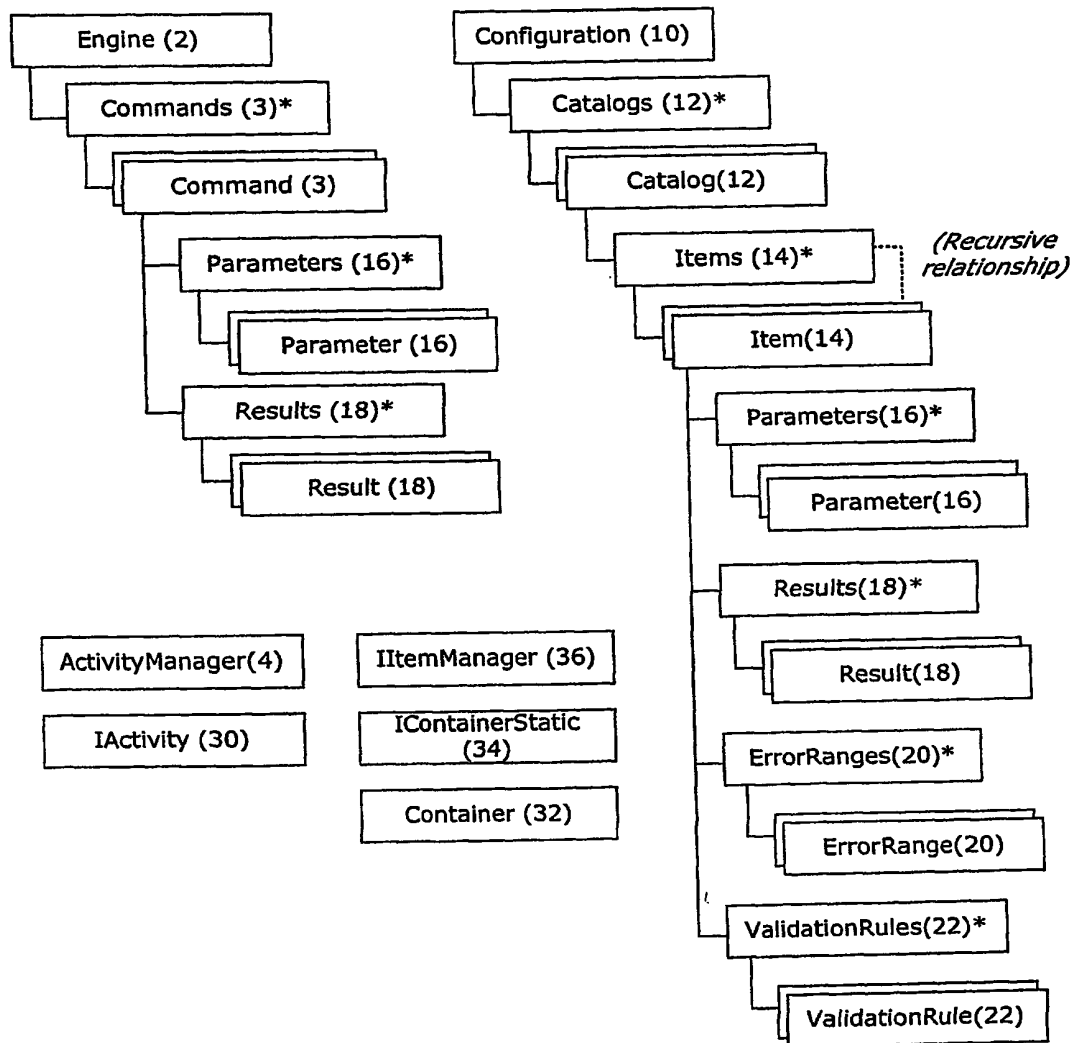 Engine (2)
Commands (3)*
Command (3)
Parameters (16)*
Parameter (16)
Results (18)*
Result (18)
Configuration (10)
Catalogs (12)*
Catalog(12)
Items (14)*
(Recursive
relationship)
Item(14)
Parameters(16)*
Parameter(16)
Results(18)*
Result(18)
ErrorRanges(20)*
ErrorRange(20)
ValidationRules(22)*
ValidationRule(22)
ActivityManager(4)
IActivity (30)
IItemManager (36)
IContainerStatic
(34)
Container (32)